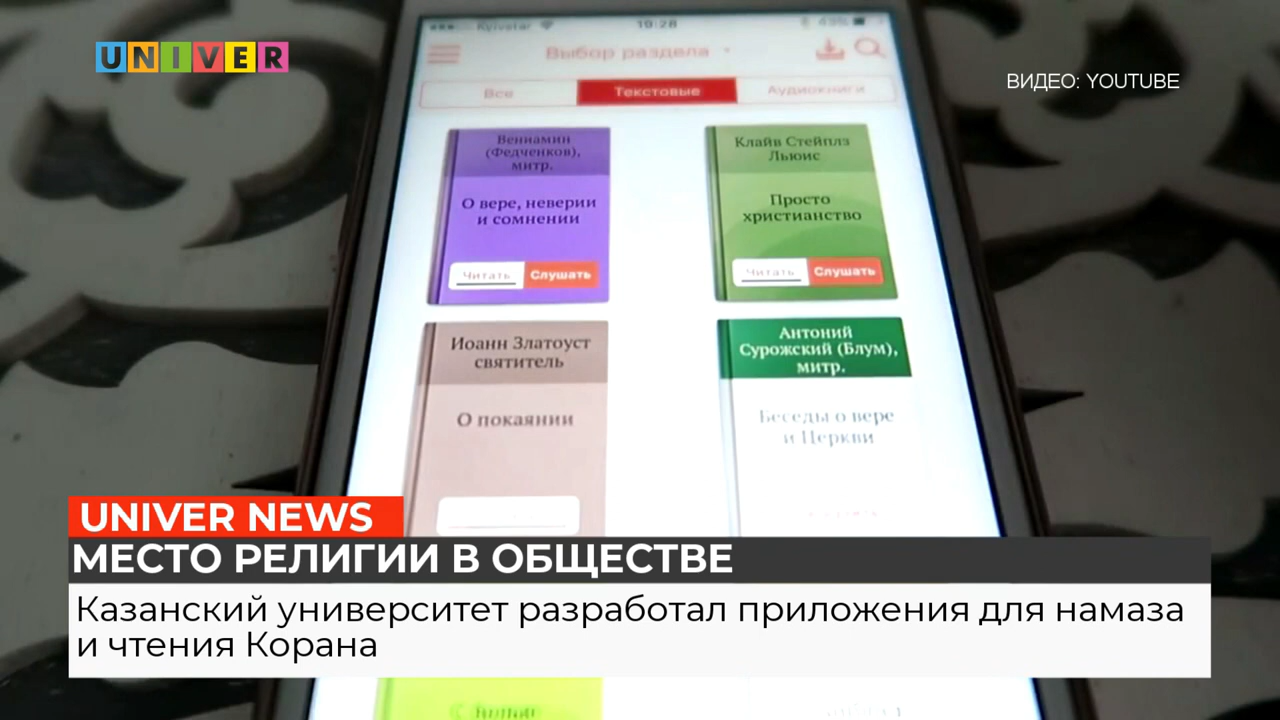 UNIVER
ВИДЕО: YOUTUBE
Kyivstar
19:28
43%
Выбор раздела
Все
Текстовые
Аудиокниги
Вениамин
(Федченков),
митр.
О вере, неверии
и сомнении
Читать
Слушать
Клайв Стейплз
Льюис
Просто
христианство
Читать
Слушать
Иоанн Златоуст
святитель
О покаянии
Антоний
Сурожский (Блум),
митр.
Беседы о вере
и Церкви
UNIVER NEWS
МЕСТО РЕЛИГИИ В ОБЩЕСТВЕ
Казанский университет разработал приложения для намаза
и чтения Корана